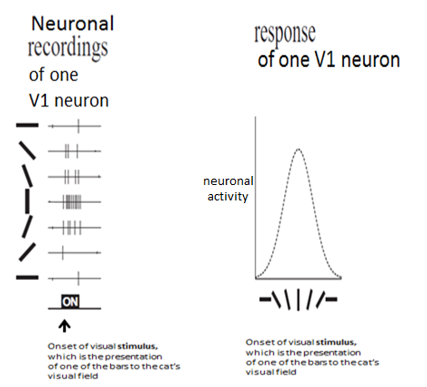 Neuronal
recordings
of one
V1 neuron
ON
Onset of visual stimulus,
which is the presentation
of one of the bars to the cat's
visual field
response
of one V1 neuron
neuronal
activity
Onset of visual stimulus,
which is the presentation
of one of the bars to the cat's
visual field